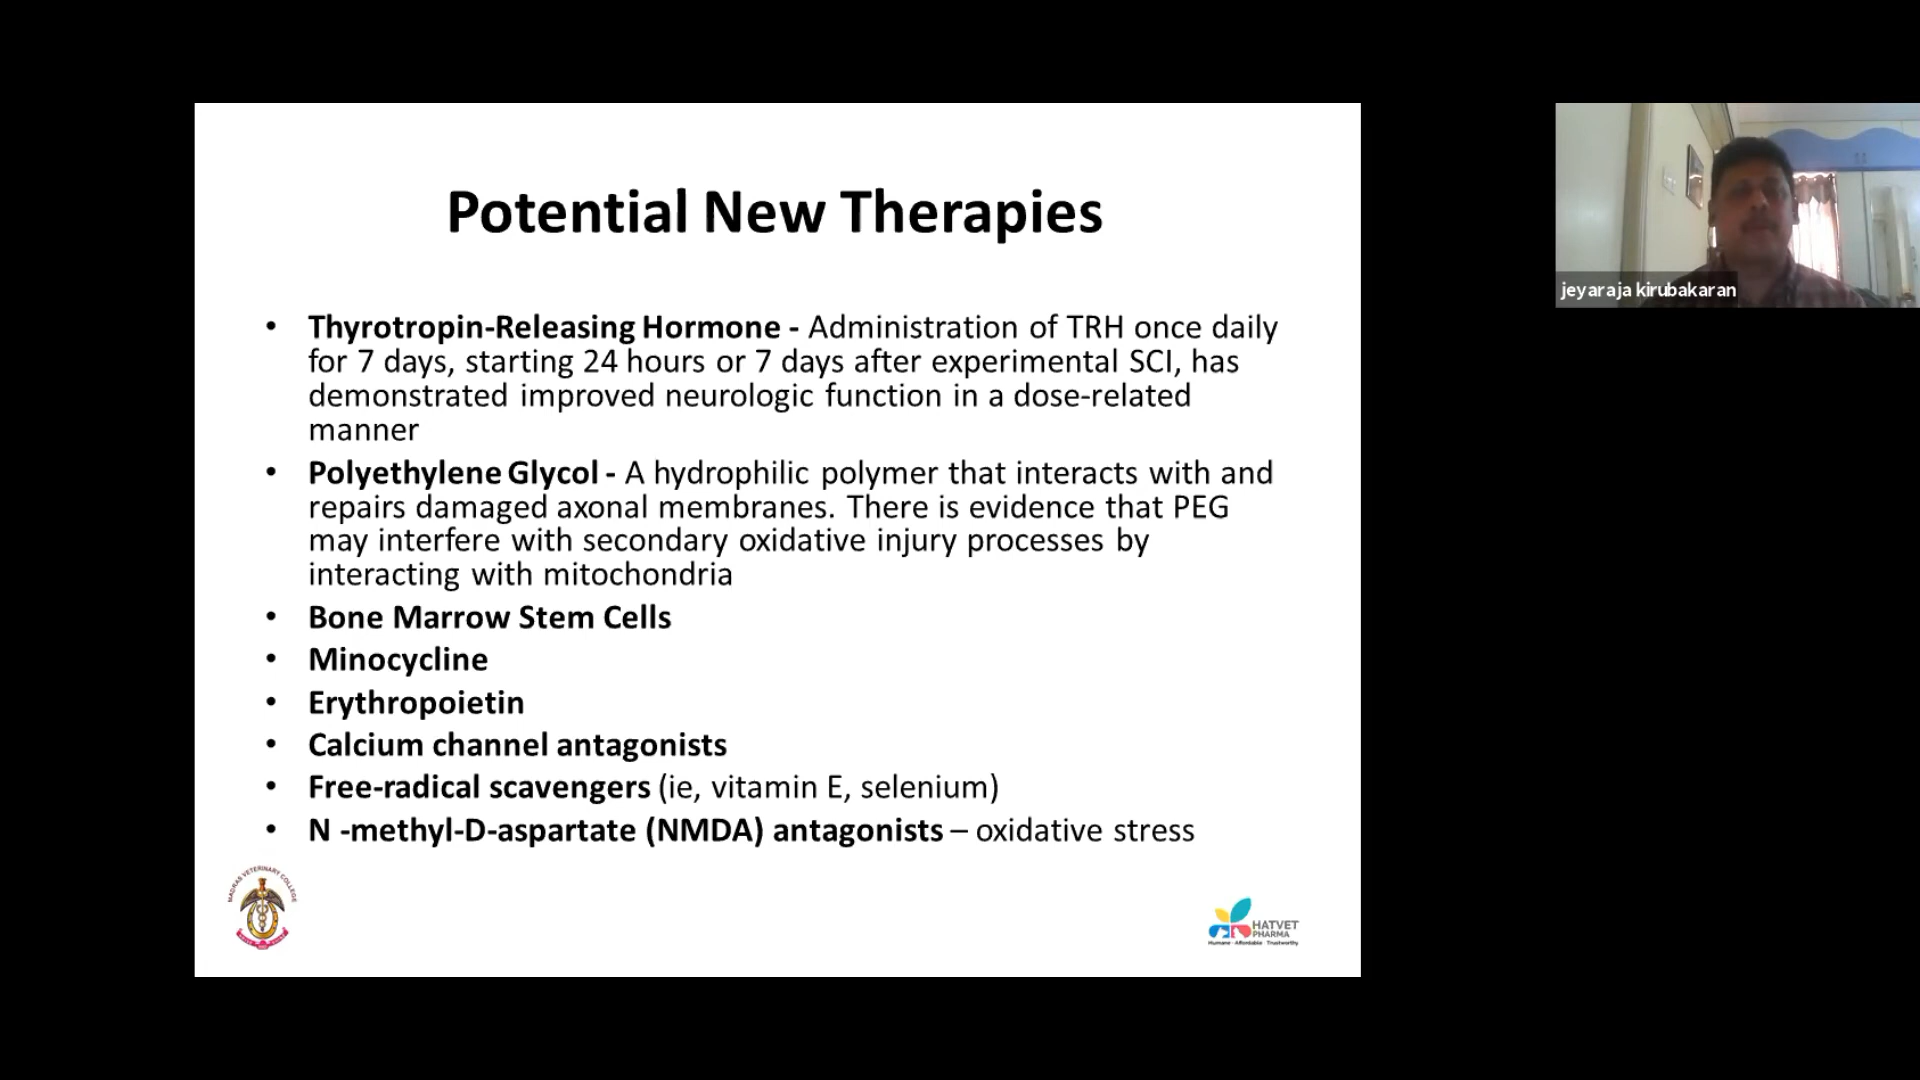 Potential New Therapies
• Thyrotropin-Releasing Hormone - Administration of TRH once daily
for 7 days, starting 24 hours or 7 days after experimental SCI, has
demonstrated improved neurologic function in a dose-related
manner
• Polyethylene Glycol - A hydrophilic polymer that interacts with and
repairs damaged axonal membranes. There is evidence that PEG
may interfere with secondary oxidative injury processes by
interacting with mitochondria
• Bone Marrow Stem Cells
• Minocycline
• Erythropoietin
• Calcium channel antagonists
• Free-radical scavengers (ie, vitamin E, selenium)
• N -methyl-D-aspartate (NMDA) antagonists – oxidative stress
MADRAS VETERINARY COLLEGE
HATVET
PHARMA
Humane - Affordable - Trustworthy
jeyaraja kirubakaran